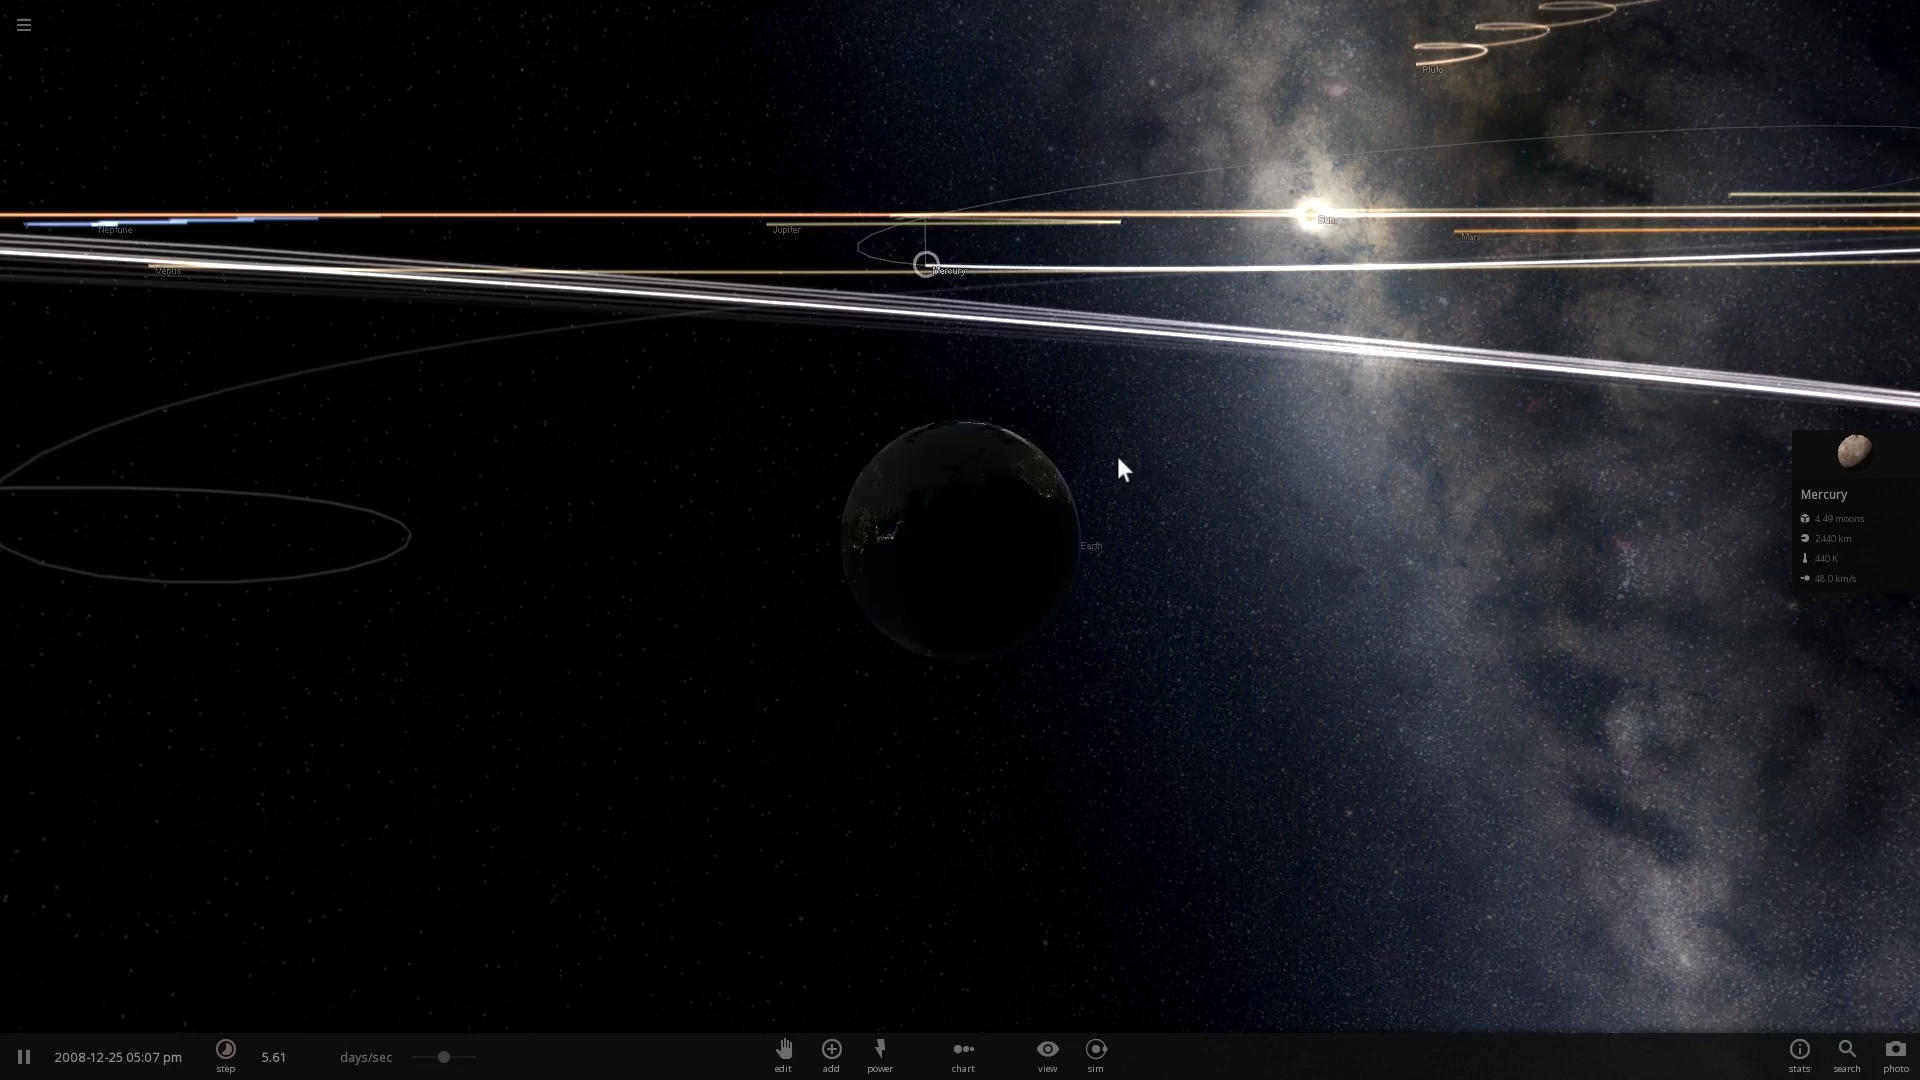 Pluto
Sun
Neptune
Jupiter
Mars
Venus
Mercury
Mercury
4.49 moons
2440 km
440 K
48.0 km/s
Earth
2008-12-25 05:07 pm
step
5.61
days/sec
edit
add
power
chart
view
sim
stats
search
photo